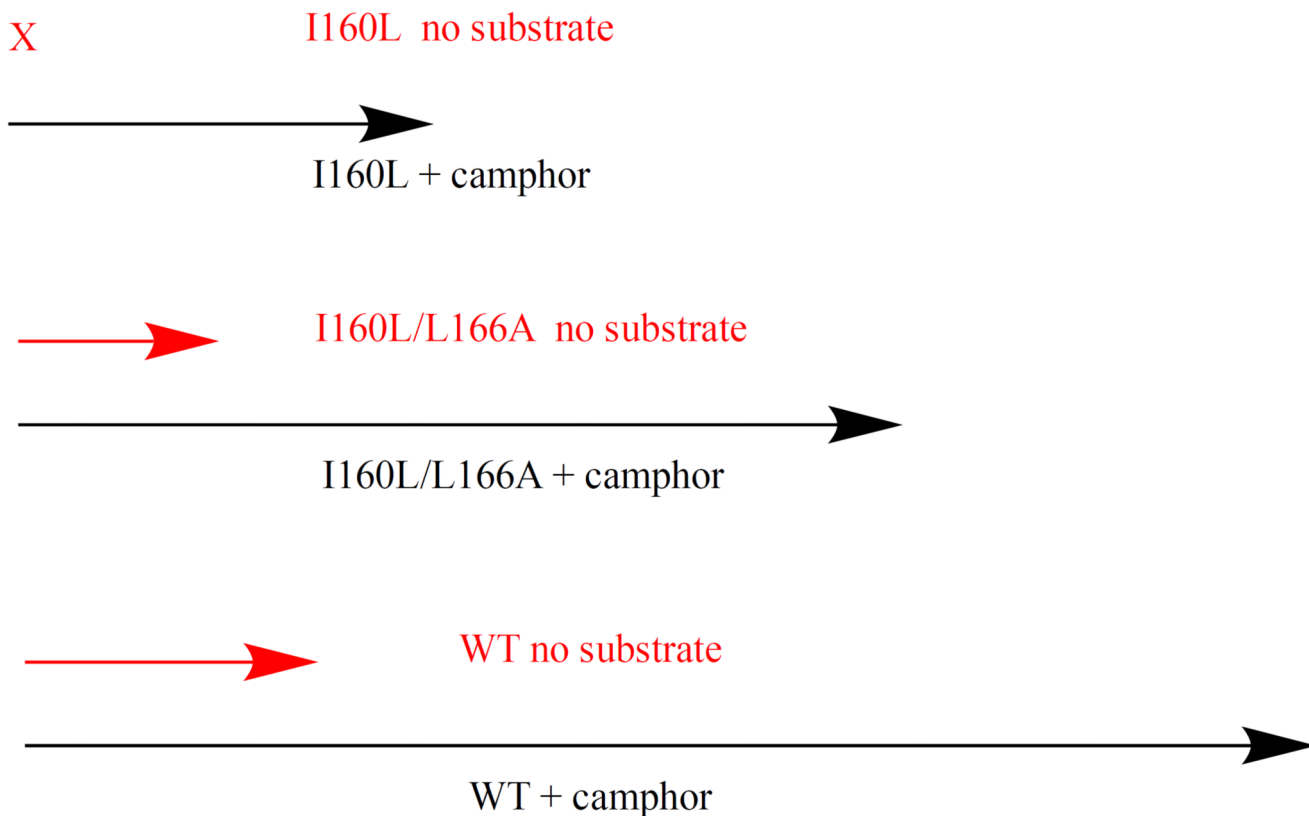 X I160L no substrate
I160L + camphor
I160L/L166A no substrate
I160L/L166A + camphor
WT no substrate
WT + camphor